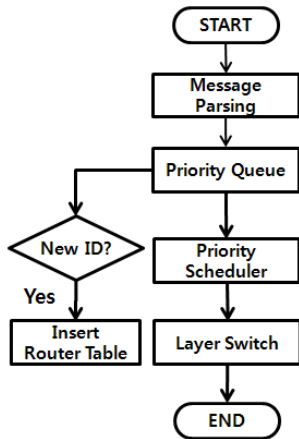 START
Message
Parsing
Priority Queue
New ID?
Priority
Scheduler
Yes
Insert
Router Table
Layer Switch
END